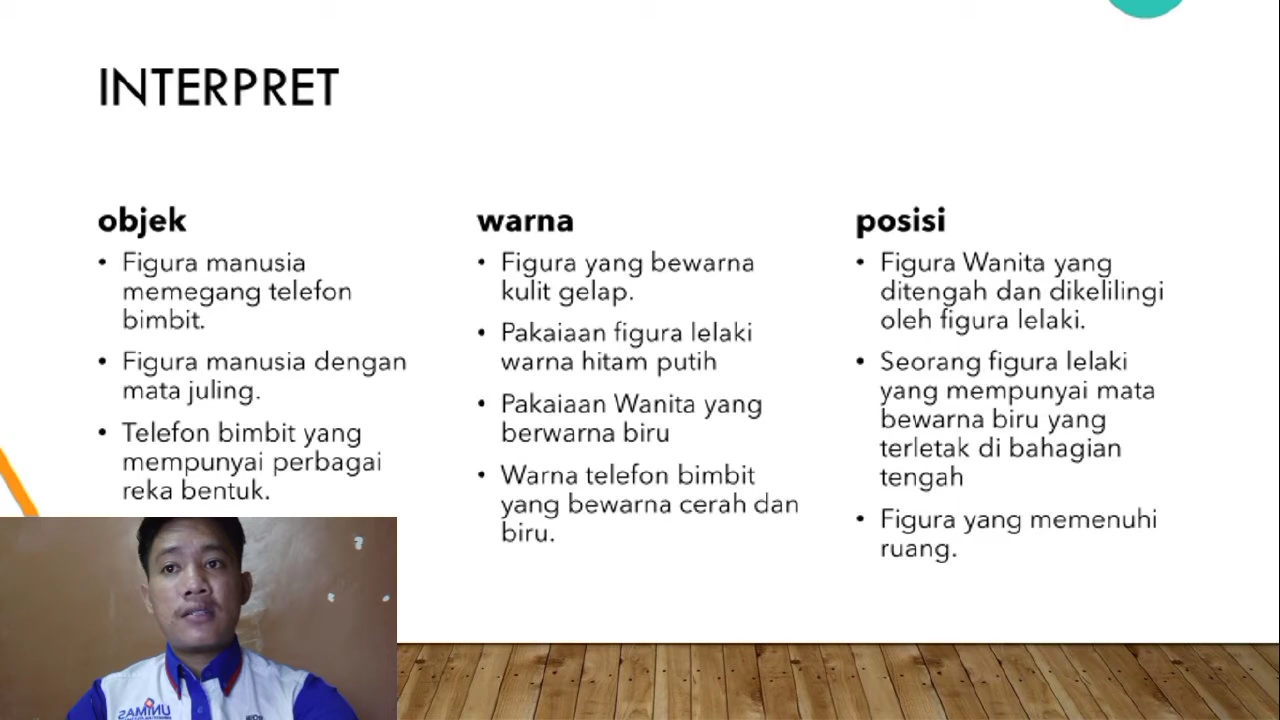 INTERPRET
objek
• Figura manusia
memegang telefon
bimbit.
• Figura manusia dengan
mata juling.
• Telefon bimbit yang
mempunyai perbagai
reka bentuk.
warna
• Figura yang bewarna
kulit gelap.
• Pakaiaan figura lelaki
warna hitam putih
• Pakaiaan Wanita yang
berwarna biru
• Warna telefon bimbit
yang bewarna cerah dan
biru.
posisi
• Figura Wanita yang
ditengah dan dikelilingi
oleh figura lelaki.
• Seorang figura lelaki
yang mempunyai mata
bewarna biru yang
terletak di bahagian
tengah
• Figura yang memenuhi
ruang.
UNIMAS